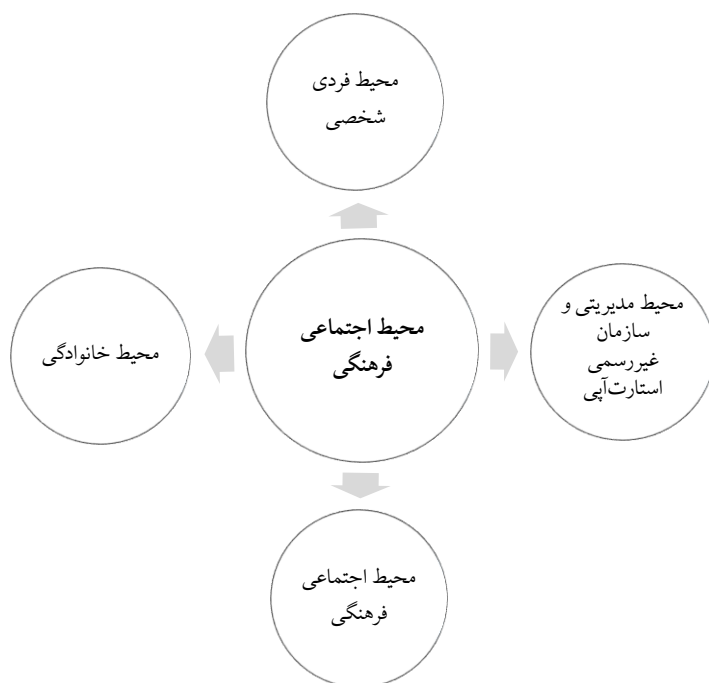 محیط فردی
شخصی
محیط مدیریتی و
سازمان
غیررسمی
استارت‌آپی
محیط اجتماعی
فرهنگی
محیط خانوادگی
محیط اجتماعی
فرهنگی